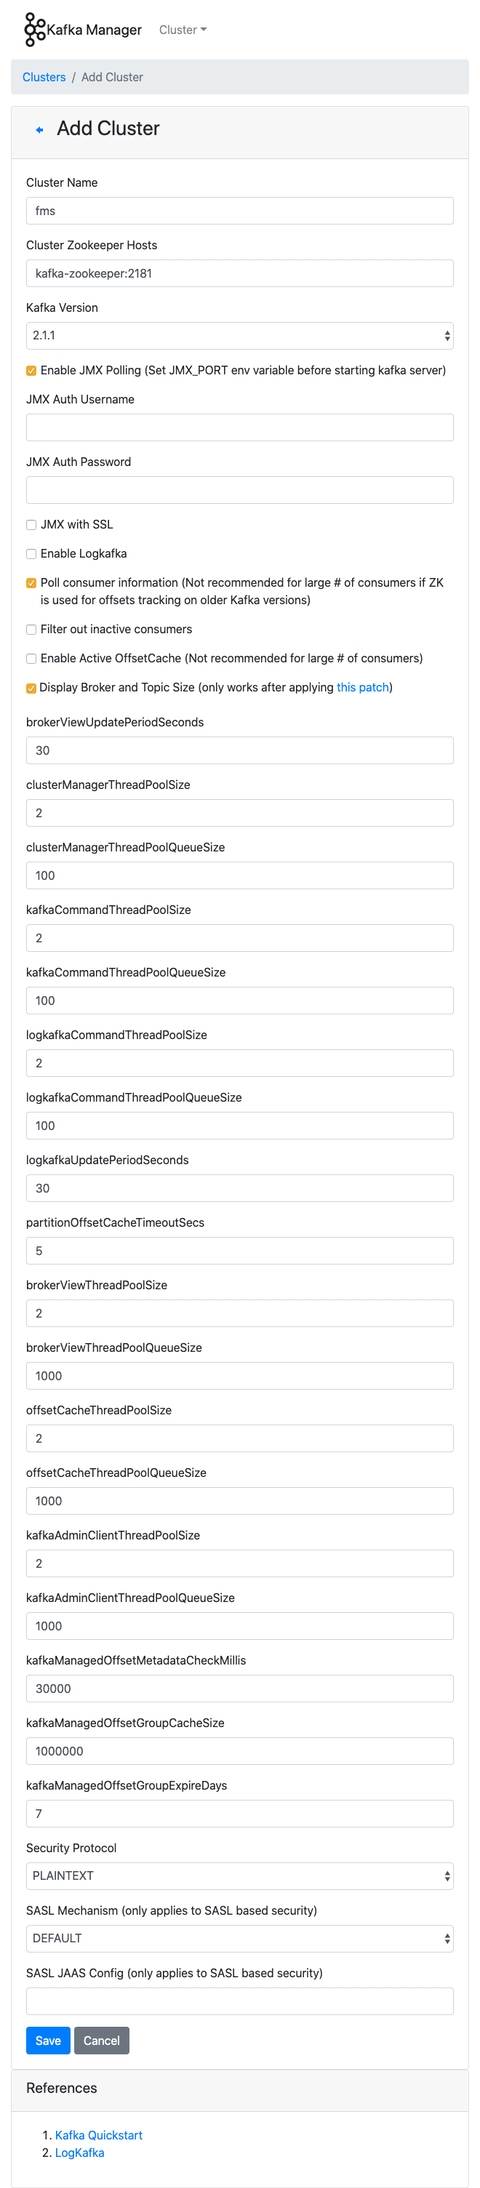 Kafka Manager Cluster
Clusters / Add Cluster
Add Cluster
Cluster Name
fms
Cluster Zookeeper Hosts
kafka-zookeeper:2181
Kafka Version
2.1.1
Enable JMX Polling (Set JMX_PORT env variable before starting kafka server)
JMX Auth Username
JMX Auth Password
JMX with SSL
Enable Logkafka
Poll consumer information (Not recommended for large # of consumers if ZK
is used for offsets tracking on older Kafka versions)
Filter out inactive consumers
Enable Active OffsetCache (Not recommended for large # of consumers)
Display Broker and Topic Size (only works after applying this patch)
brokerViewUpdatePeriodSeconds
30
clusterManagerThreadPoolSize
2
clusterManagerThreadPoolQueueSize
100
kafkaCommandThreadPoolSize
2
kafkaCommandThreadPoolQueueSize
100
logkafkaCommandThreadPoolSize
2
logkafkaCommandThreadPoolQueueSize
100
logkafkaUpdatePeriodSeconds
30
partitionOffsetCacheTimeoutSecs
5
brokerViewThreadPoolSize
2
brokerViewThreadPoolQueueSize
1000
offsetCacheThreadPoolSize
2
offsetCacheThreadPoolQueueSize
1000
kafkaAdminClientThreadPoolSize
2
kafkaAdminClientThreadPoolQueueSize
1000
kafkaManagedOffsetMetadataCheckMillis
30000
kafkaManagedOffsetGroupCacheSize
1000000
kafkaManagedOffsetGroupExpireDays
7
Security Protocol
PLAINTEXT
SASL Mechanism (only applies to SASL based security)
DEFAULT
SASL JAAS Config (only applies to SASL based security)
Save Cancel
References
1. Kafka Quickstart
2. LogKafka